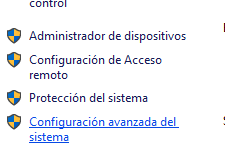 control
Administrador de dispositivos
Configuración de Acceso
remoto
Protección del sistema
Configuración avanzada del
sistema